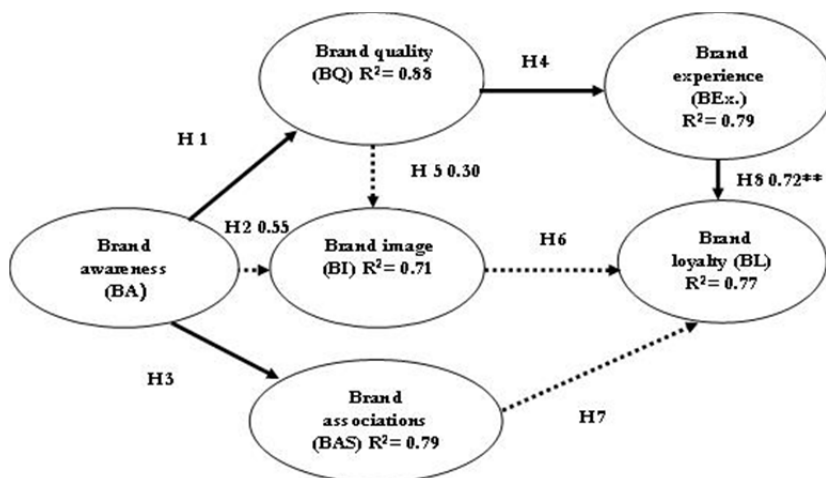 Brand quality
(BQ) R²= 0.88
H4
Brand
experience
(BEx.)
R²= 0.79
H 1
H 5 0.30
H8 0.72**
H2 0.55
Brand
awareness
(BA)
Brand image
(BI) R²= 0.71
H6
Brand
loyalty (BL)
R²= 0.77
H3
Brand
associations
(BAS) R²= 0.79
H7